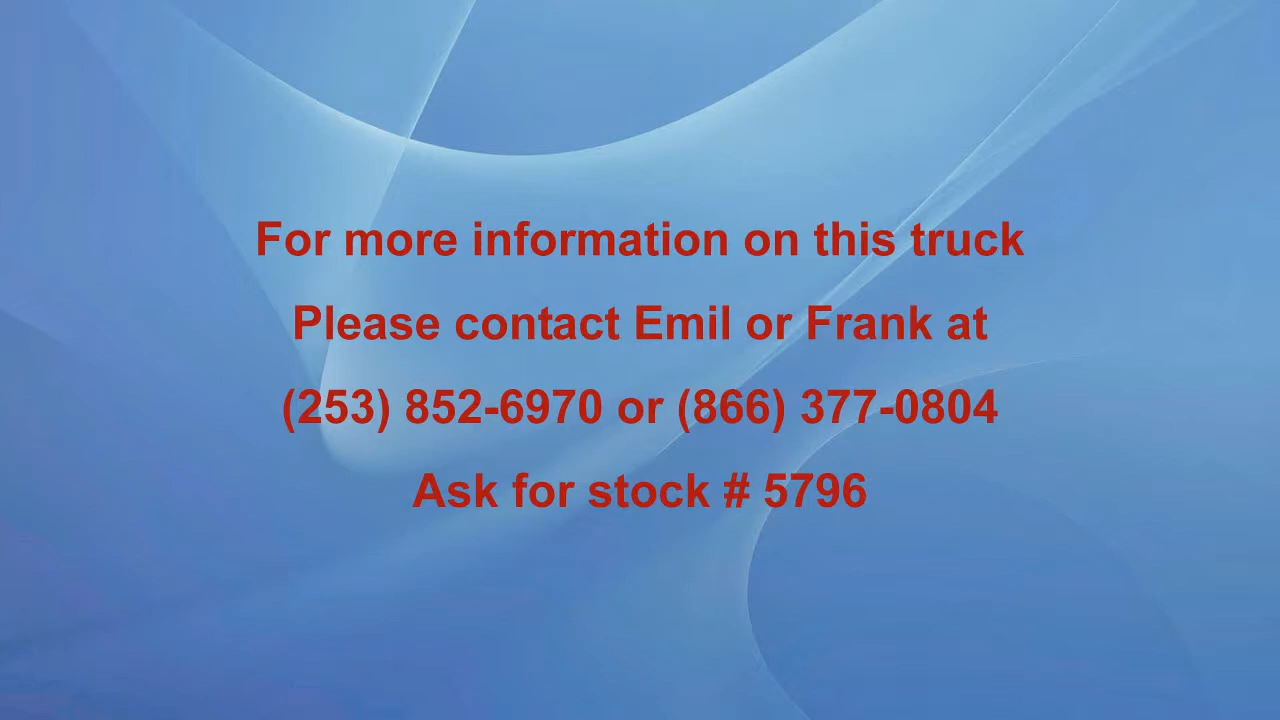 For more information on this truck
Please contact Emil or Frank at
(253) 852-6970 or (866) 377-0804
Ask for stock # 5796